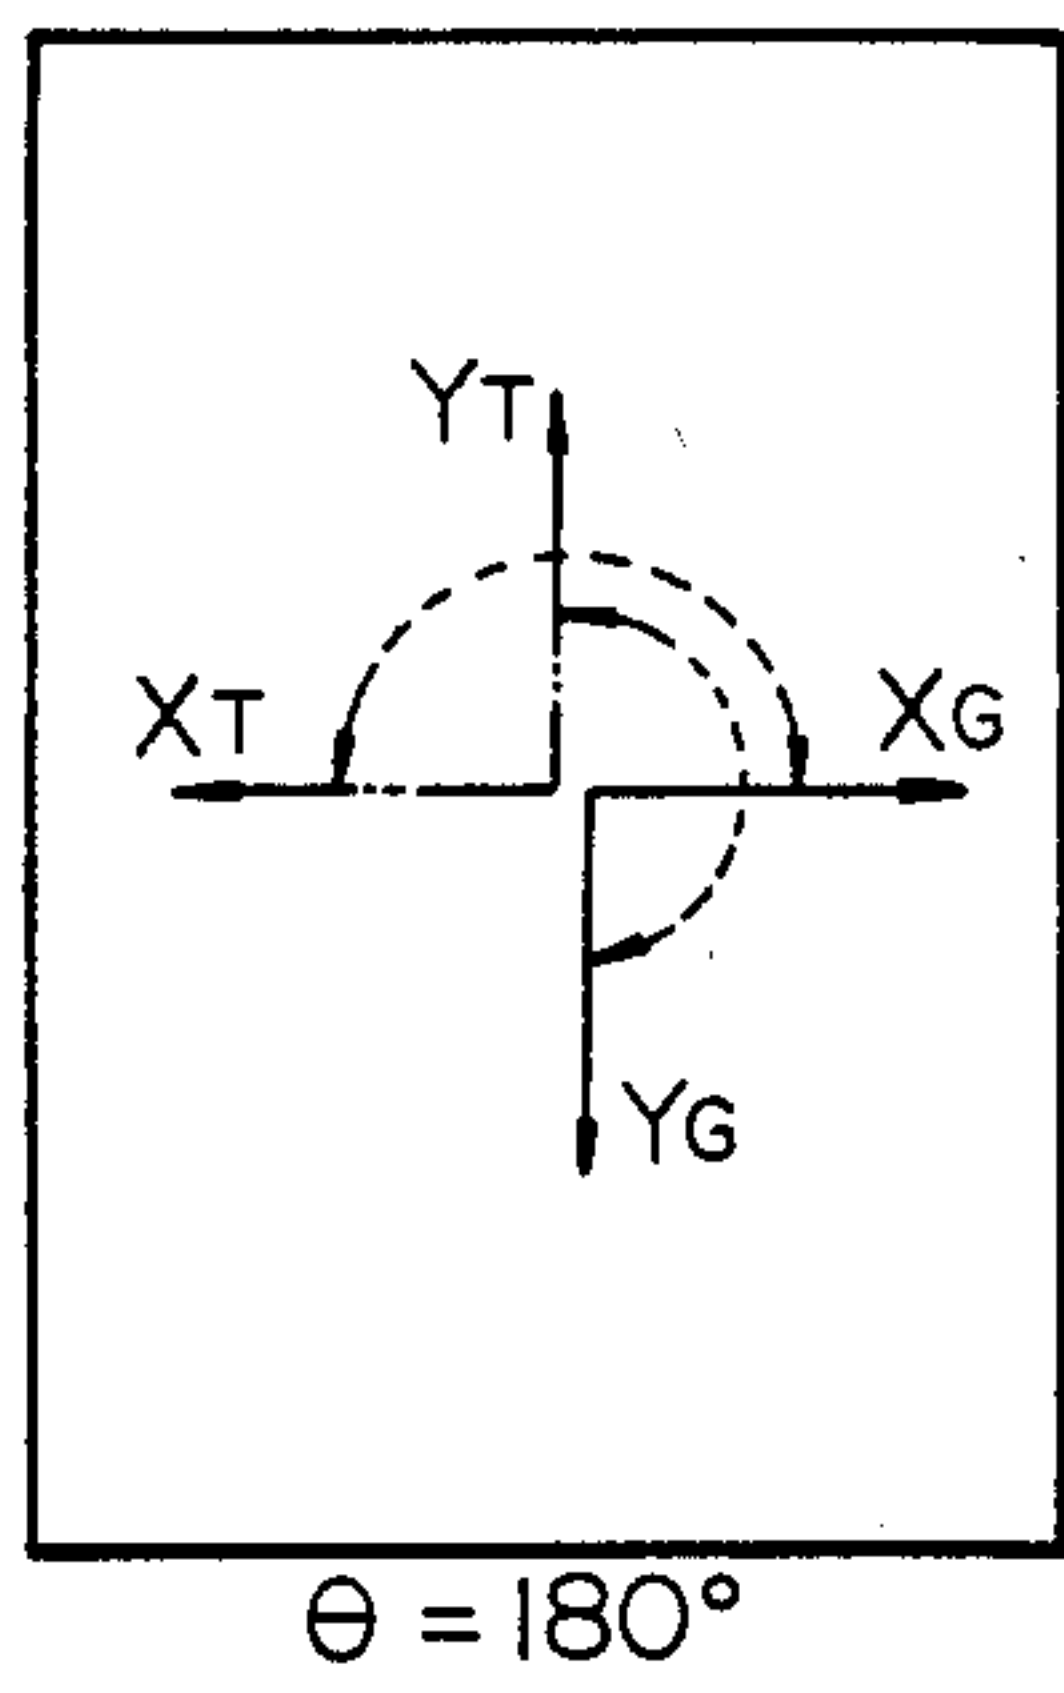 YT
XT XG
YG
θ = 180°